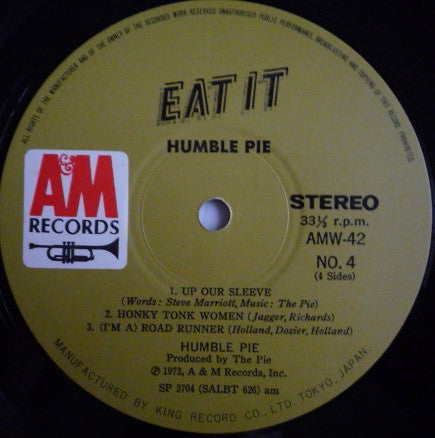 ALL RIGHTS OF THE MANUFACTURER AND OF THE OWNER OF THE RECORDED WORK RESERVED UNAUTHORISED PUBLIC PERFORMANCE, BROADCASTING AND COPYING OF THIS RECORD PROHIBITED
EAT IT
HUMBLE PIE
A&M
RECORDS
STEREO
33⅓ r.p.m.
AMW-42
NO. 4
(4 Sides)
1. UP OUR SLEEVE
(Words: Steve Marriott, Music: The Pie)
2. HONKY TONK WOMEN (Jagger, Richards)
3. (I'M A) ROAD RUNNER (Holland, Dozier, Holland)
HUMBLE PIE
Produced by The Pie
℗ 1973, A & M Records, Inc.
SP 3704 (SALBT 626) am
MANUFACTURED BY KING RECORD CO., LTD. TOKYO, JAPAN.